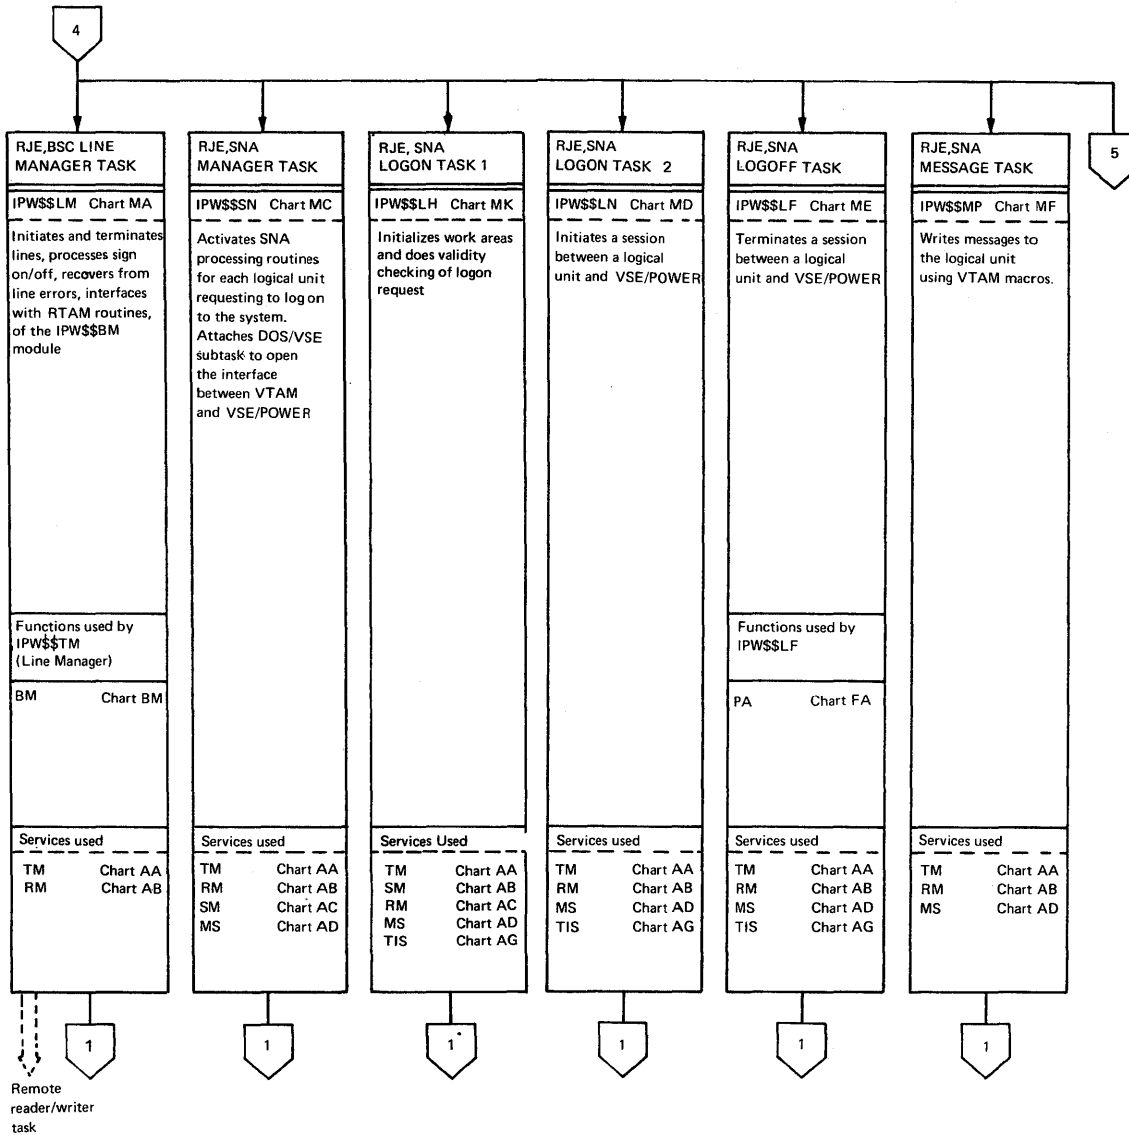 4
RJE,BSC LINE
MANAGER TASK
IPW$$LM Chart MA
Initiates and terminates
lines, processes sign
on/off, recovers from
line errors, interfaces
with RTAM routines,
of the IPW$$BM
module
Functions used by
IPW$$TM
(Line Manager)
BM Chart BM
Services used
TM Chart AA
RM Chart AB
1
Remote
reader/writer
task
RJE,SNA
MANAGER TASK
IPW$$SN Chart MC
Activates SNA
processing routines
for each logical unit
requesting to log on
to the system.
Attaches DOS/VSE
subtask to open
the interface
between VTAM
and VSE/POWER
Services used
TM Chart AA
RM Chart AB
SM Chart AC
MS Chart AD
1
RJE, SNA
LOGON TASK 1
IPW$$LH Chart MK
Initializes work areas
and does validity
checking of logon
request
Services Used
TM Chart AA
SM Chart AB
RM Chart AC
MS Chart AD
TIS Chart AG
1
RJE,SNA
LOGON TASK 2
IPW$$LN Chart MD
Initiates a session
between a logical
unit and VSE/POWER
Services used
TM Chart AA
RM Chart AB
MS Chart AD
TIS Chart AG
1
RJE,SNA
LOGOFF TASK
IPW$$LF Chart ME
Terminates a session
between a logical
unit and VSE/POWER
Functions used by
IPW$$LF
PA Chart FA
Services used
TM Chart AA
RM Chart AB
MS Chart AD
TIS Chart AG
1
RJE,SNA
MESSAGE TASK
IPW$$MP Chart MF
Writes messages to
the logical unit
using VTAM macros.
Services used
TM Chart AA
RM Chart AB
MS Chart AD
1
5